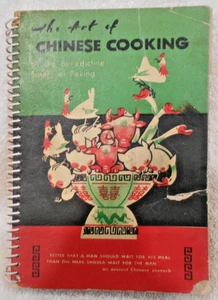 The Art of
CHINESE COOKING
by the Benedictine
Sisters of Peking
BETTER THAT A MAN SHOULD WAIT FOR HIS MEAL
THAN THE MEAL SHOULD WAIT FOR THE MAN
an ancient Chinese proverb